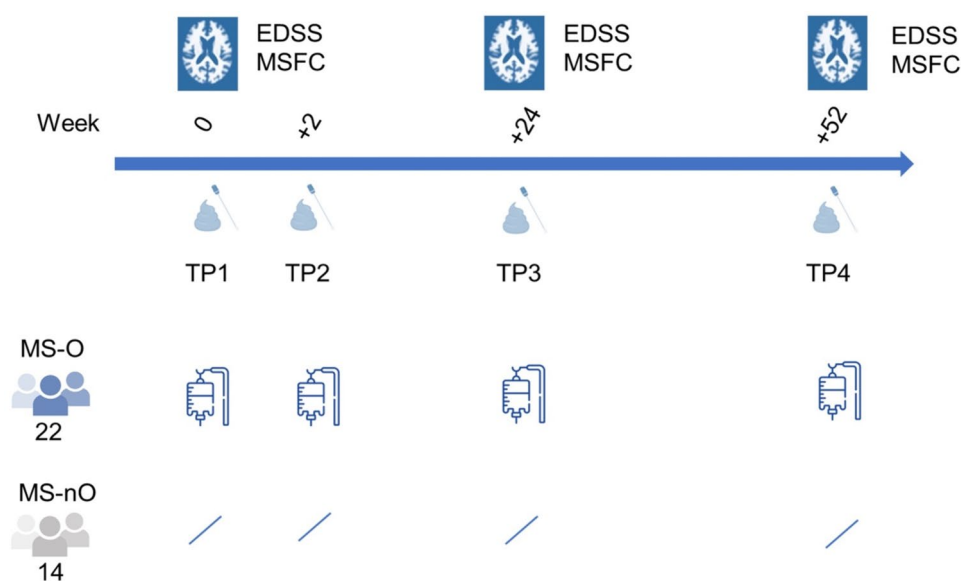 EDSS
MSFC
EDSS
MSFC
EDSS
MSFC
Week
0
+2
+24
+52
TP1
TP2
TP3
TP4
MS-O
22
MS-nO
14